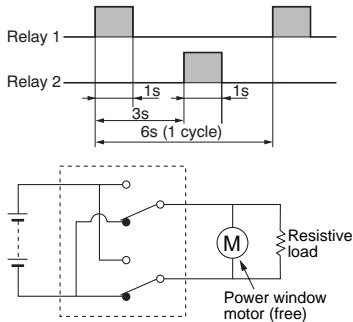 Relay 1
Relay 2
1s 1s
3s
6s (1 cycle)
M
Resistive
load
Power window
motor (free)